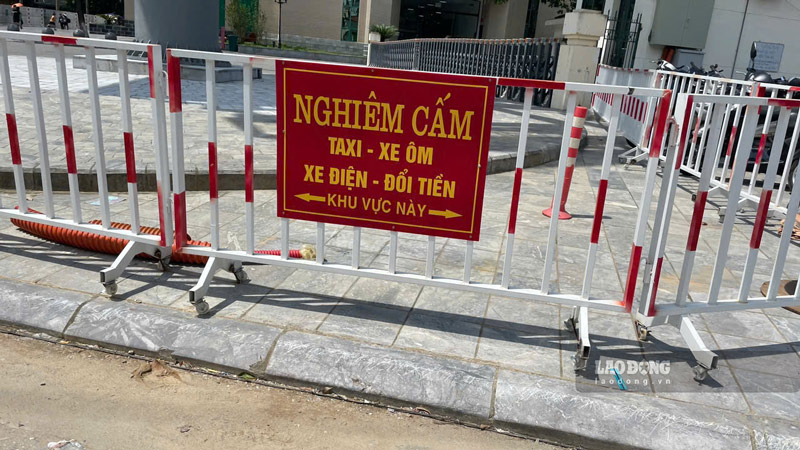 NGHIÊM CẤM
TAXI - XE ÔM
XE ĐIỆN - ĐỔI TIỀN
KHU VỰC NÀY
LAO ĐỘNG
laodong.vn